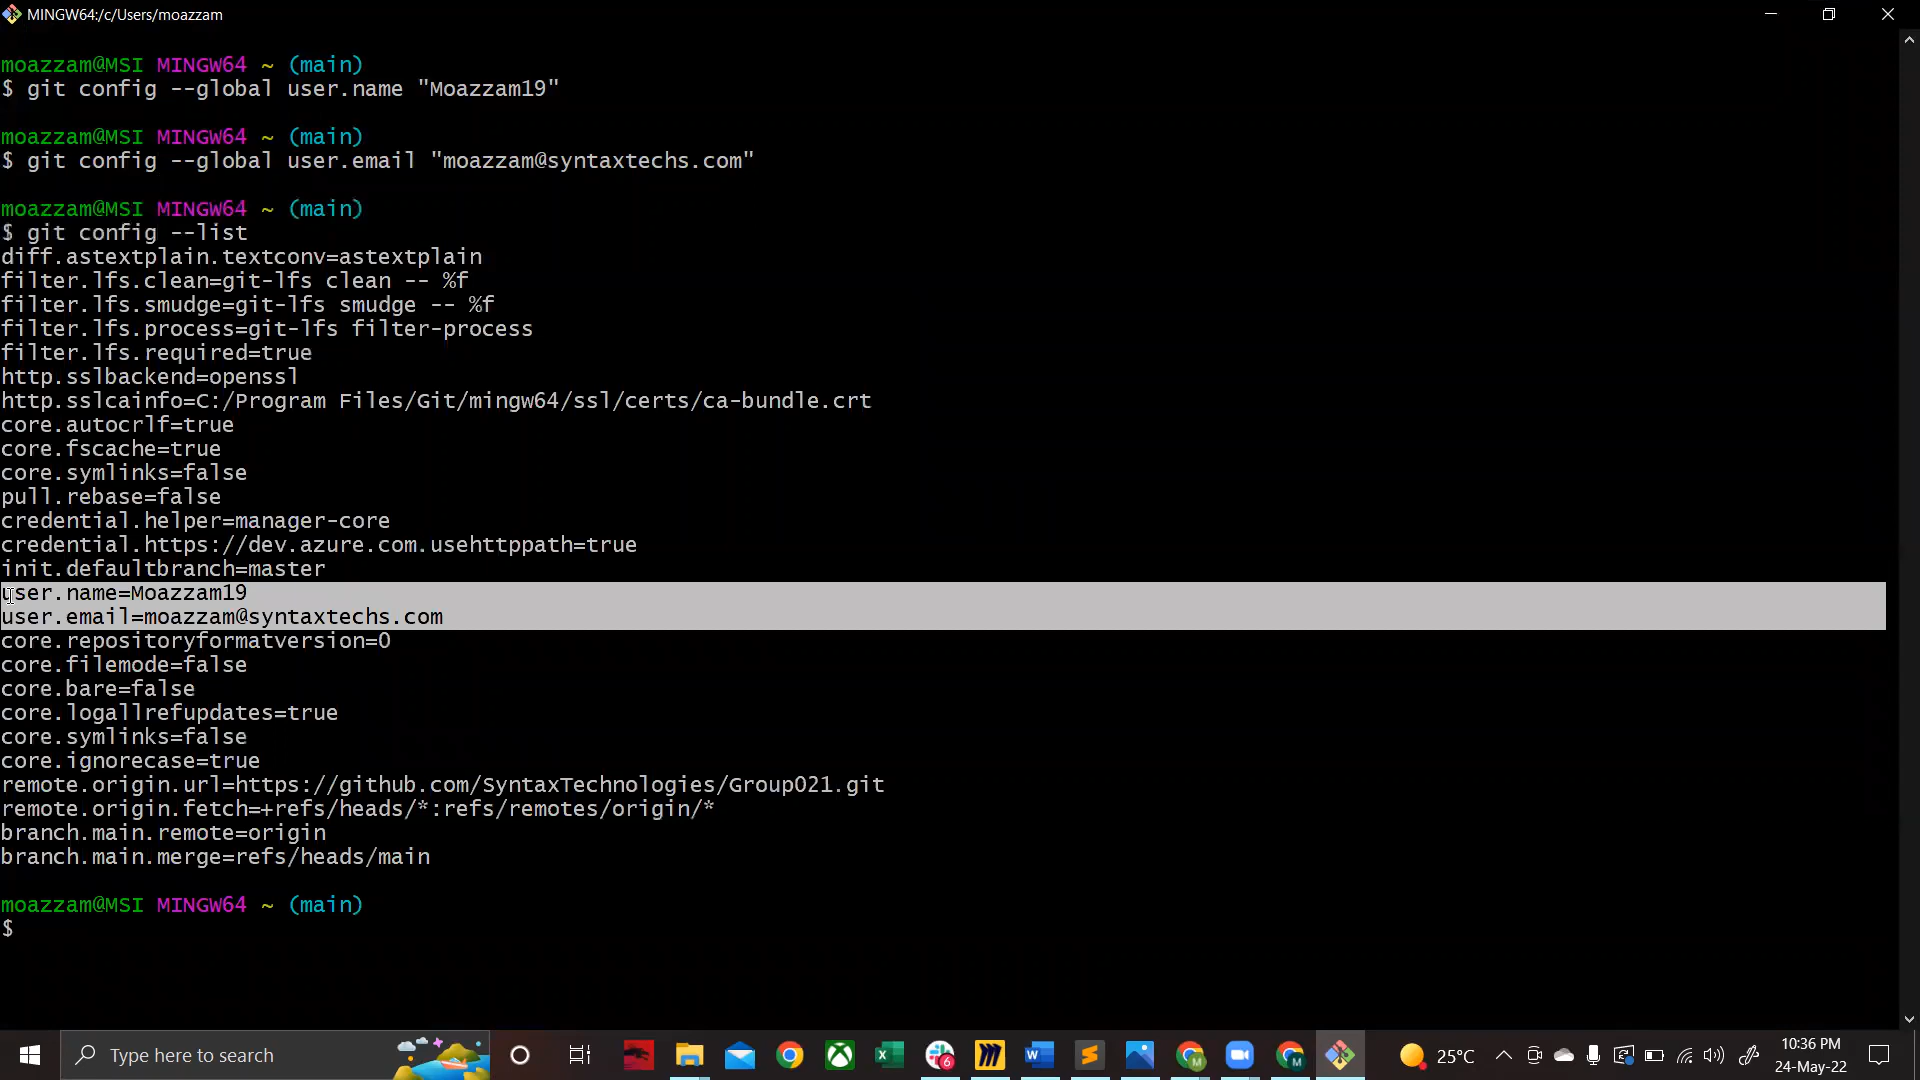 MINGW64:/c/Users/moazzam
moazzam@MSI MINGW64 ~ (main)
$ git config --global user.name "Moazzam19"
moazzam@MSI MINGW64 ~ (main)
$ git config --global user.email "moazzam@syntaxtechs.com"
moazzam@MSI MINGW64 ~ (main)
$ git config --list
diff.astextplain.textconv=astextplain
filter.lfs.clean=git-lfs clean -- %f
filter.lfs.smudge=git-lfs smudge -- %f
filter.lfs.process=git-lfs filter-process
filter.lfs.required=true
http.sslbackend=openssl
http.sslcainfo=C:/Program Files/Git/mingw64/ssl/certs/ca-bundle.crt
core.autocrlf=true
core.fscache=true
core.symlinks=false
pull.rebase=false
credential.helper=manager-core
credential.https://dev.azure.com.usehttppath=true
init.defaultbranch=master
user.name=Moazzam19
user.email=moazzam@syntaxtechs.com
core.repositoryformatversion=0
core.filemode=false
core.bare=false
core.logallrefupdates=true
core.symlinks=false
core.ignorecase=true
remote.origin.url=https://github.com/SyntaxTechnologies/Group021.git
remote.origin.fetch=+refs/heads/*:refs/remotes/origin/*
branch.main.remote=origin
branch.main.merge=refs/heads/main
moazzam@MSI MINGW64 ~ (main)
$
Type here to search
25°C
10:36 PM
24-May-22